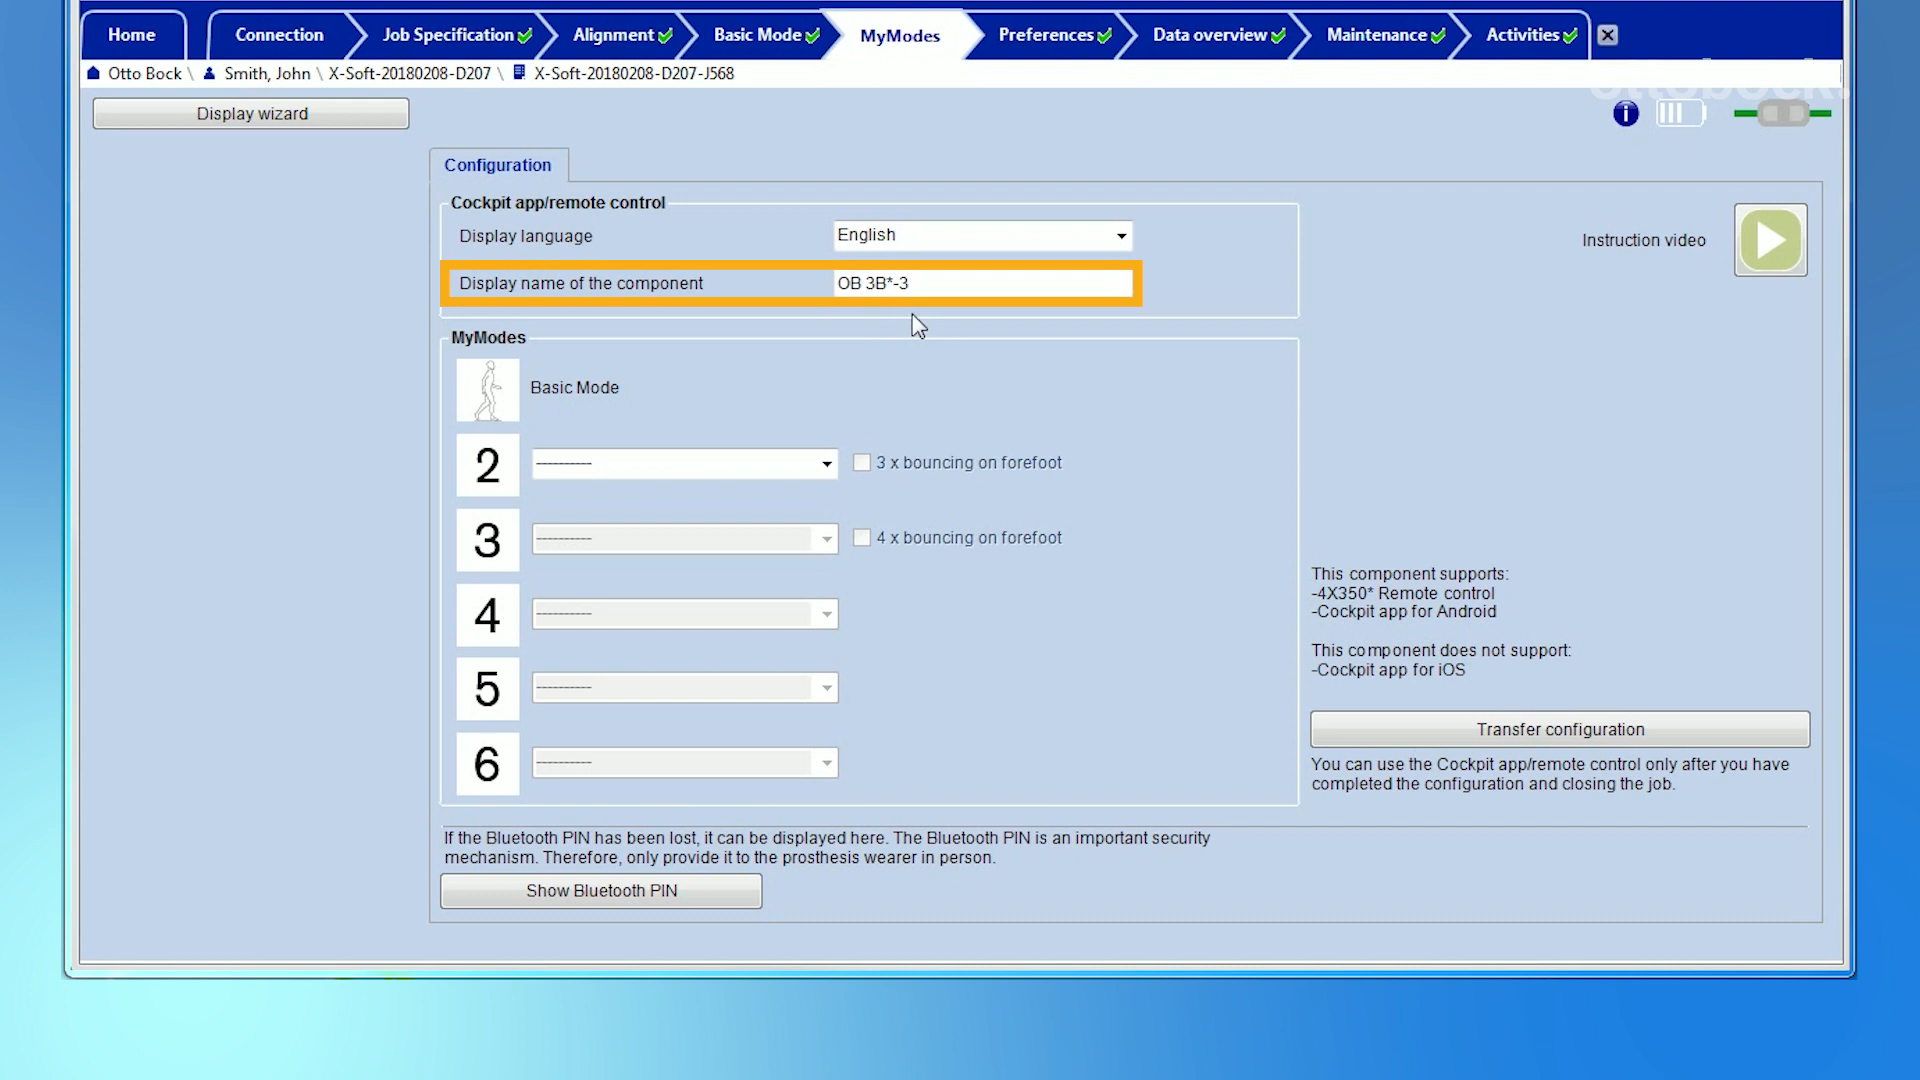 Home
Connection
Job Specification
Alignment
Basic Mode
MyModes
Preferences
Data overview
Maintenance
Activities
Otto Bock \ Smith, John \ X-Soft-20180208-D207 \ X-Soft-20180208-D207-J568
Display wizard
Configuration
Cockpit app/remote control
Display language
English
Instruction video
Display name of the component
OB 3B*-3
MyModes
Basic Mode
2
----------
3 x bouncing on forefoot
3
----------
4 x bouncing on forefoot
4
----------
5
----------
6
----------
This component supports:
-4X350* Remote control
-Cockpit app for Android
This component does not support:
-Cockpit app for iOS
Transfer configuration
You can use the Cockpit app/remote control only after you have
completed the configuration and closing the job.
If the Bluetooth PIN has been lost, it can be displayed here. The Bluetooth PIN is an important security
mechanism. Therefore, only provide it to the prosthesis wearer in person.
Show Bluetooth PIN